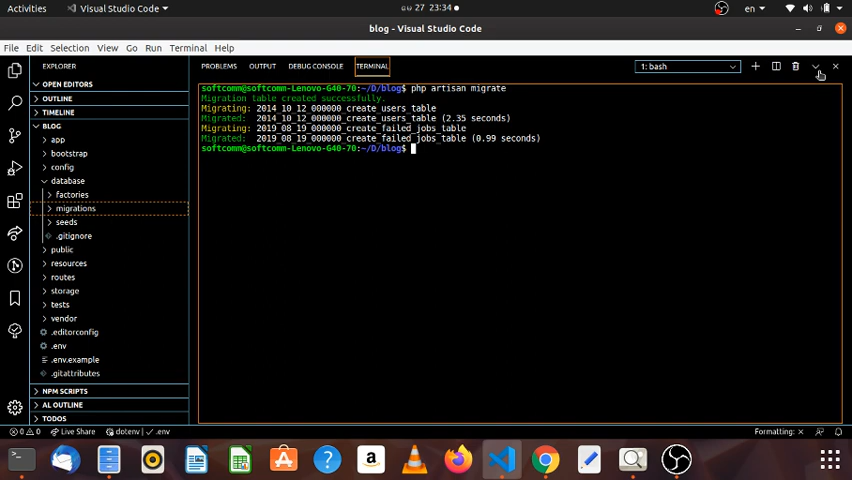 Activities
Visual Studio Code
27 23:34
en
blog - Visual Studio Code
File Edit Selection View Go Run Terminal Help
EXPLORER
PROBLEMS OUTPUT DEBUG CONSOLE TERMINAL
1: bash
OPEN EDITORS
OUTLINE
TIMELINE
BLOG
app
bootstrap
config
database
factories
migrations
seeds
.gitignore
public
resources
routes
storage
tests
vendor
.editorconfig
.env
.env.example
.gitattributes
NPM SCRIPTS
AL OUTLINE
TODOS
softcomm@softcomm-Lenovo-G40-70:~/D/blog$ php artisan migrate
Migration table created successfully.
Migrating: 2014_10_12_000000_create_users_table
Migrated: 2014_10_12_000000_create_users_table (2.35 seconds)
Migrating: 2019_08_19_000000_create_failed_jobs_table
Migrated: 2019_08_19_000000_create_failed_jobs_table (0.99 seconds)
softcomm@softcomm-Lenovo-G40-70:~/D/blog$
0 0 Live Share dotenv | .env
Formatting: ×